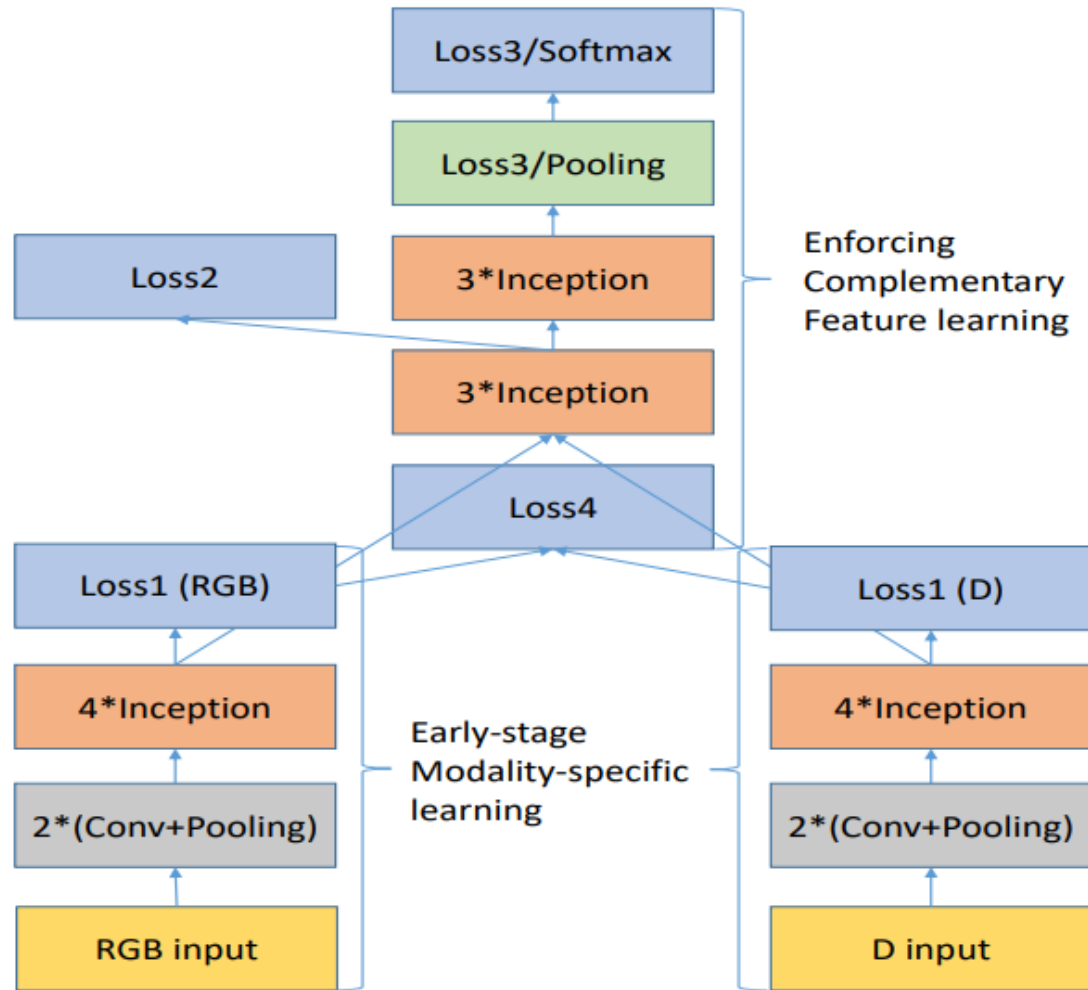 Loss3/Softmax
Loss3/Pooling
Enforcing
Complementary
Feature learning
Loss2
3*Inception
3*Inception
Loss4
Loss1 (RGB)
Loss1 (D)
4*Inception
4*Inception
Early-stage
Modality-specific
learning
2*(Conv+Pooling)
2*(Conv+Pooling)
RGB input
D input